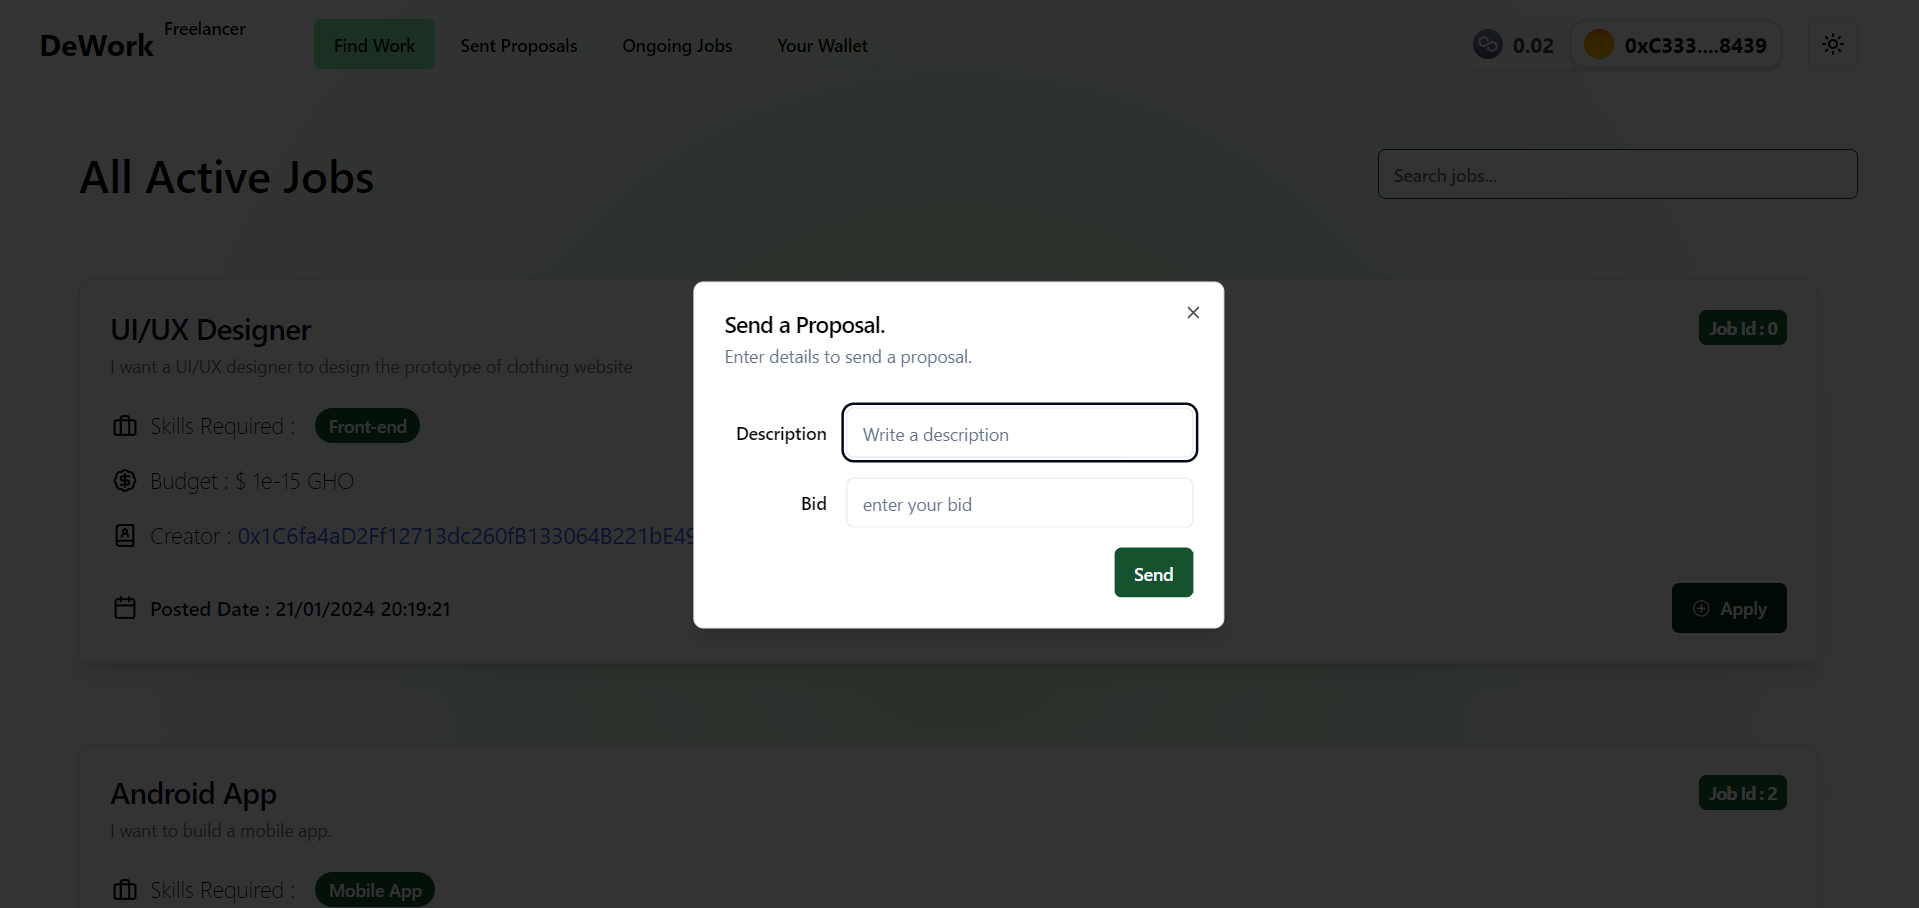 DeWork Freelancer
Find Work
Sent Proposals
Ongoing Jobs
Your Wallet
0.02
0xC333....8439
All Active Jobs
Search jobs...
UI/UX Designer
Job Id : 0
I want a UI/UX designer to design the prototype of clothing website
Skills Required :
Front-end
Budget : $ 1e-15 GHO
Creator : 0x1C6fa4aD2Ff12713dc260fB133064B221bE49
Posted Date : 21/01/2024 20:19:21
Apply
Send a Proposal.
Enter details to send a proposal.
Description
Write a description
Bid
enter your bid
Send
Android App
Job Id : 2
I want to build a mobile app.
Skills Required :
Mobile App